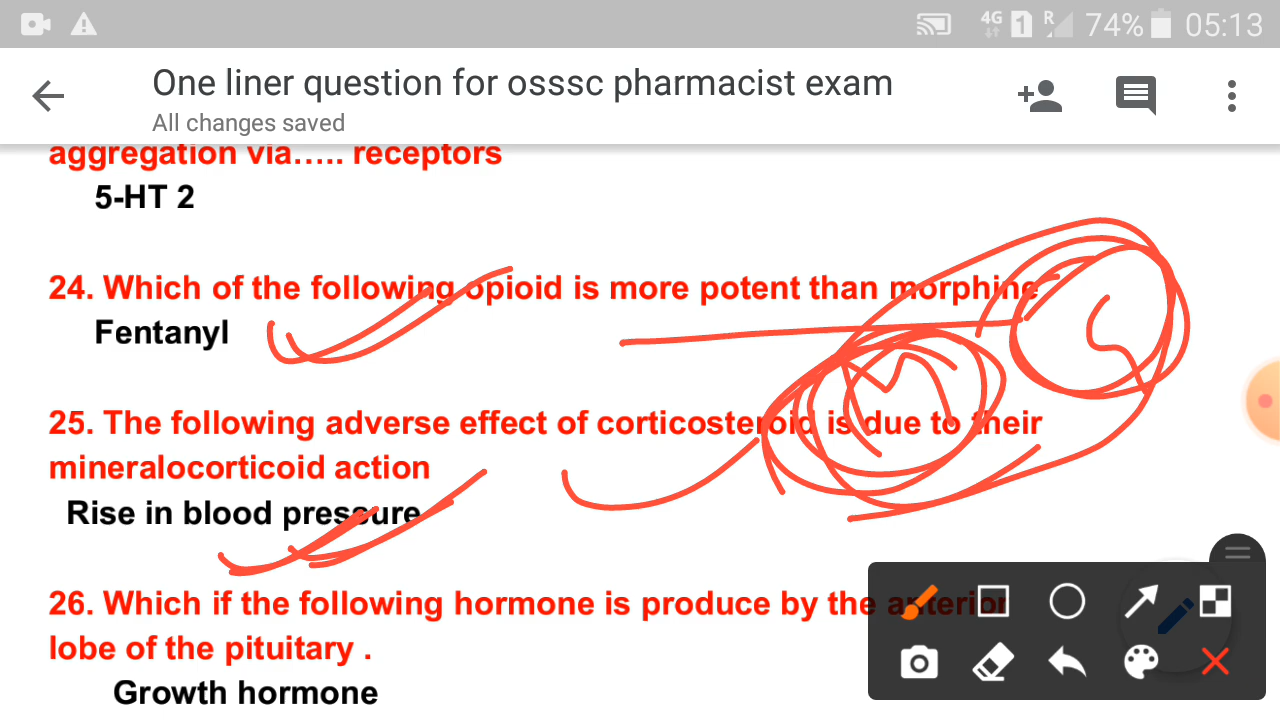 4G 1 R 74% 05:13
One liner question for osssc pharmacist exam
All changes saved
aggregation via..... receptors
5-HT 2
24. Which of the following opioid is more potent than morphine
Fentanyl
25. The following adverse effect of corticosteroid is due to their
mineralocorticoid action
Rise in blood pressure
26. Which if the following hormone is produce by the anterior
lobe of the pituitary .
Growth hormone